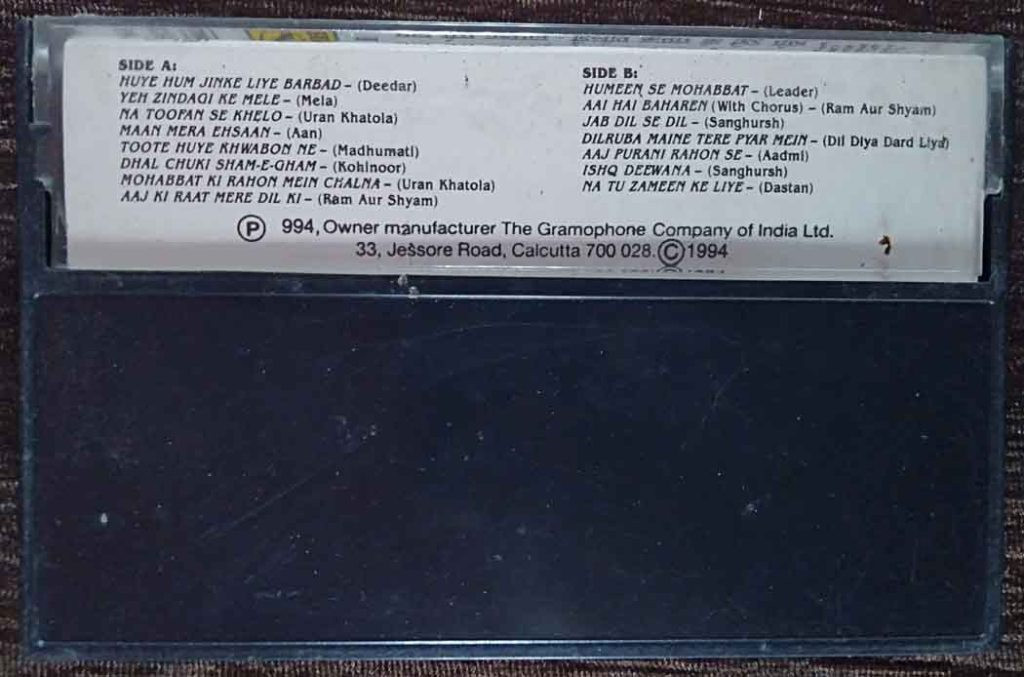 SIDE A:
HUYE HUM JINKE LIYE BARBAD – (Deedar)
YEH ZINDAGI KE MELE – (Mela)
NA TOOFAN SE KHELO – (Uran Khatola)
MAAN MERA EHSAAN – (Aan)
TOOTE HUYE KHWABON NE – (Madhumati)
DHAL CHUKI SHAM-E-GHAM – (Kohinoor)
MOHABBAT KI RAHON MEIN CHALNA – (Uran Khatola)
AAJ KI RAAT MERE DIL KI – (Ram Aur Shyam)
SIDE B:
HUMEEN SE MOHABBAT – (Leader)
AAI HAI BAHAREN (With Chorus) – (Ram Aur Shyam)
JAB DIL SE DIL – (Sanghursh)
DILRUBA MAINE TERE PYAR MEIN – (Dil Diya Dard Liya)
AAJ PURANI RAHON SE – (Aadmi)
ISHQ DEEWANA – (Sanghursh)
NA TU ZAMEEN KE LIYE – (Dastan)
Ⓟ 994, Owner manufacturer The Gramophone Company of India Ltd.
33, Jessore Road, Calcutta 700 028. © 1994